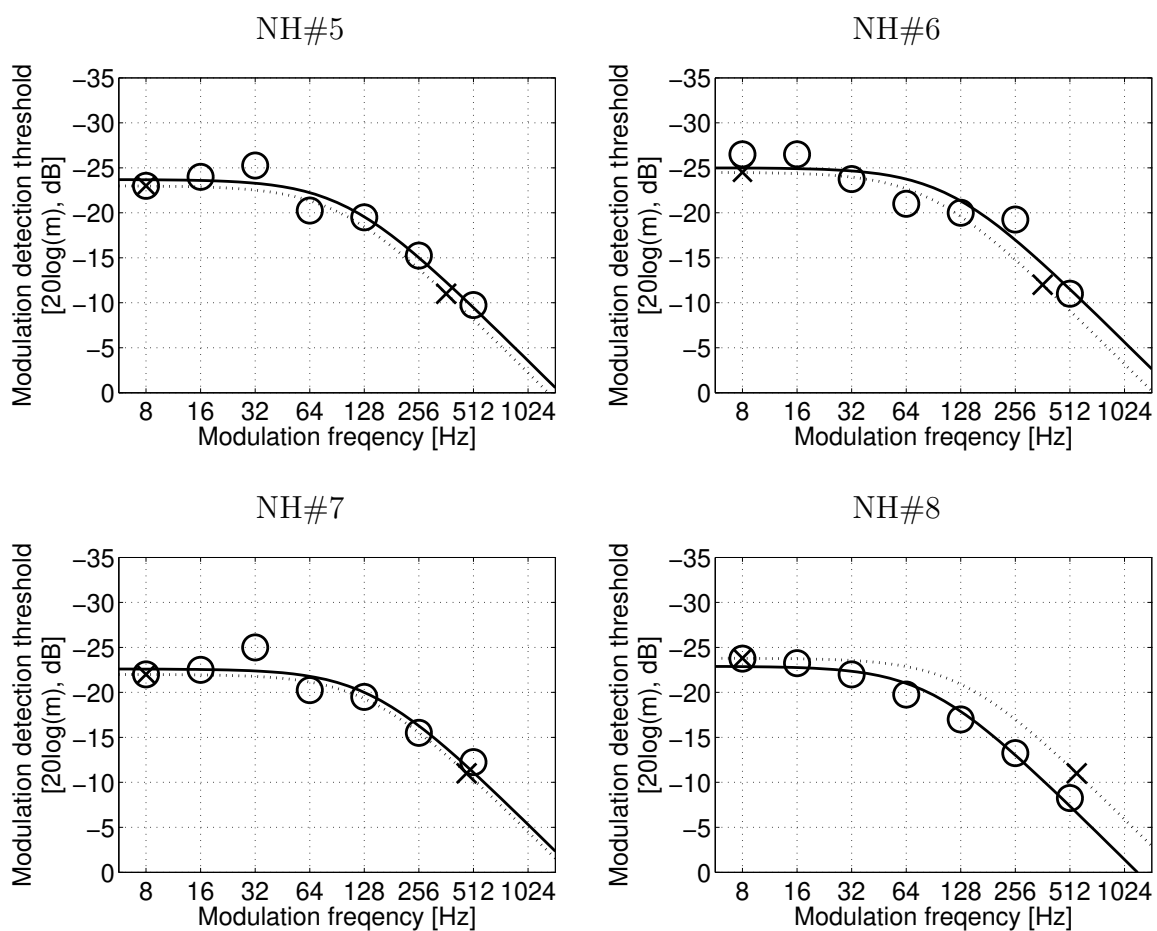 NH#5
Modulation detection threshold
[20log(m), dB]
−35
−30
−25
−20
−15
−10
−5
0
8 16 32 64 128 256 512 1024
Modulation freqency [Hz]
NH#6
Modulation detection threshold
[20log(m), dB]
−35
−30
−25
−20
−15
−10
−5
0
8 16 32 64 128 256 512 1024
Modulation freqency [Hz]
NH#7
Modulation detection threshold
[20log(m), dB]
−35
−30
−25
−20
−15
−10
−5
0
8 16 32 64 128 256 512 1024
Modulation freqency [Hz]
NH#8
Modulation detection threshold
[20log(m), dB]
−35
−30
−25
−20
−15
−10
−5
0
8 16 32 64 128 256 512 1024
Modulation freqency [Hz]